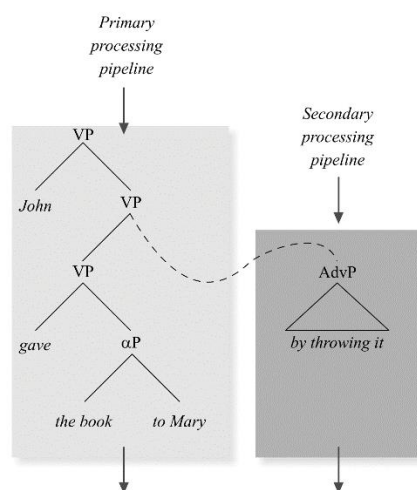 Primary
processing
pipeline
Secondary
processing
pipeline
VP
John
VP
VP
AdvP
gave
αP
by throwing it
the book
to Mary